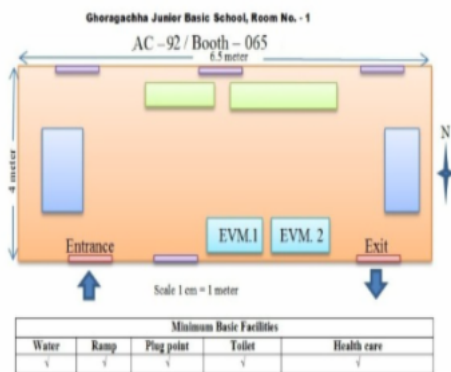 Ghoragachha Junior Basic School, Room No. - 1
AC – 92 / Booth – 065
6.5 meter
N
4 meter
EVM.1 EVM. 2
Entrance Exit
Scale 1 cm = 1 meter
Minimum Basic Facilities
Water Ramp Plug point Toilet Health care
√ √ √ √ √